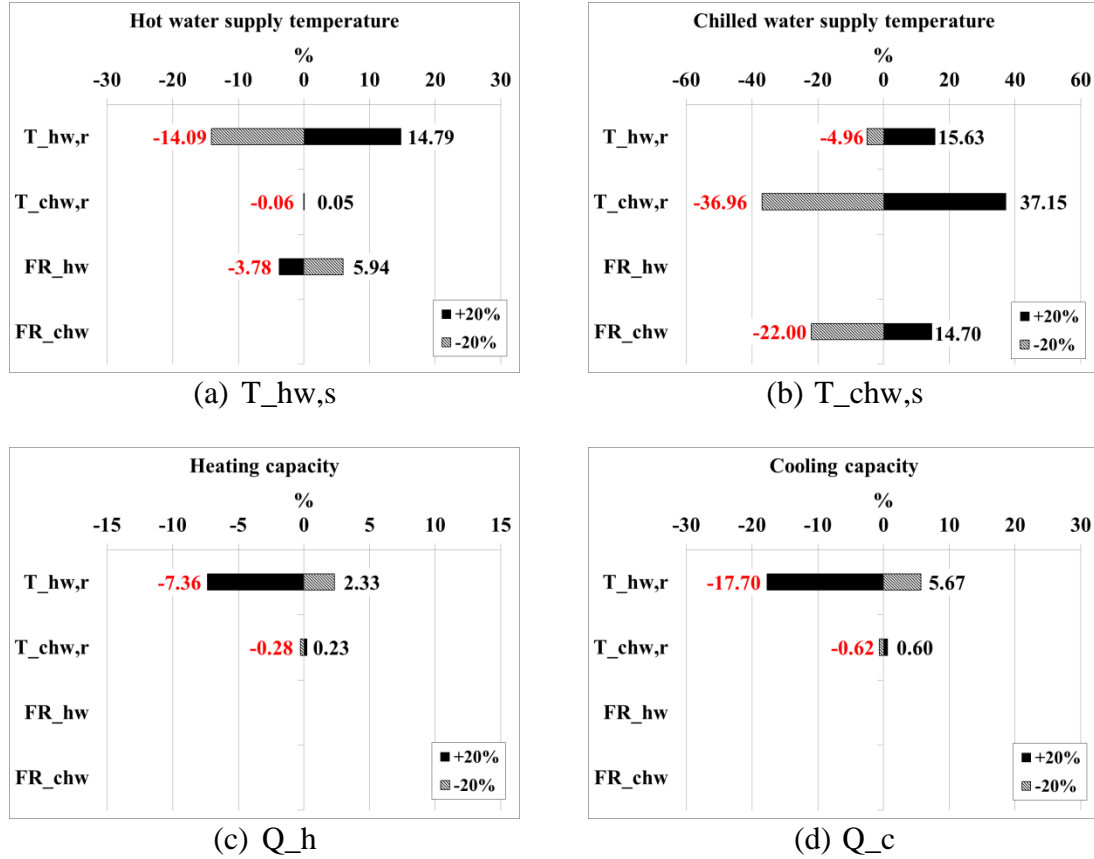 Hot water supply temperature
%
-30 -20 -10 0 10 20 30
T_hw,r -14.09 14.79
T_chw,r -0.06 0.05
FR_hw -3.78 5.94
FR_chw
+20%
-20%
(a) T_hw,s
Chilled water supply temperature
%
-60 -40 -20 0 20 40 60
T_hw,r -4.96 15.63
T_chw,r -36.96 37.15
FR_hw
FR_chw -22.00 14.70
+20%
-20%
(b) T_chw,s
Heating capacity
%
-15 -10 -5 0 5 10 15
T_hw,r -7.36 2.33
T_chw,r -0.28 0.23
FR_hw
FR_chw
+20%
-20%
(c) Q_h
Cooling capacity
%
-30 -20 -10 0 10 20 30
T_hw,r -17.70 5.67
T_chw,r -0.62 0.60
FR_hw
FR_chw
+20%
-20%
(d) Q_c